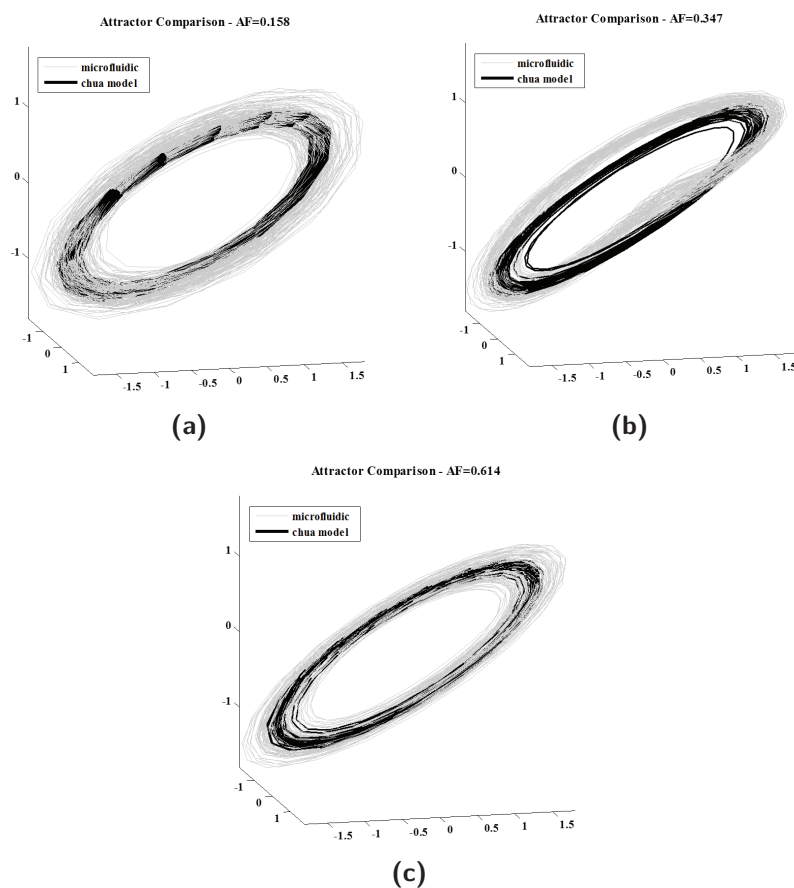 Attractor Comparison - AF=0.158
microfluidic
chua model
1
0
-1
-1
0
1
-1.5 -1 -0.5 0 0.5 1 1.5
(a)
Attractor Comparison - AF=0.347
microfluidic
chua model
1
0
-1
-1
0
1
-1.5 -1 -0.5 0 0.5 1 1.5
(b)
Attractor Comparison - AF=0.614
microfluidic
chua model
1
0
-1
-1
0
1
-1.5 -1 -0.5 0 0.5 1 1.5
(c)